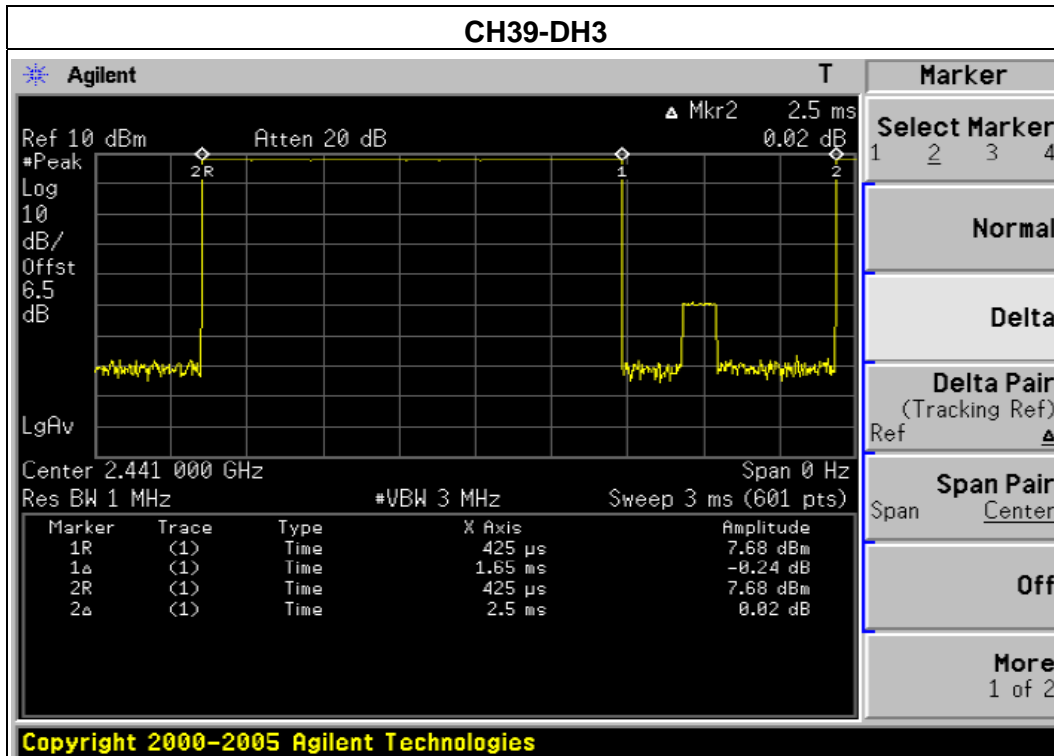 CH39-DH3
Agilent T
Marker
Δ Mkr2 2.5 ms
Ref 10 dBm Atten 20 dB 0.02 dB
#Peak
Log
10
dB/
Offst
6.5
dB
LgAv
2R 1 2
Center 2.441 000 GHz Span 0 Hz
Res BW 1 MHz #VBW 3 MHz Sweep 3 ms (601 pts)
Marker Trace Type X Axis Amplitude
1R (1) Time 425 µs 7.68 dBm
1Δ (1) Time 1.65 ms -0.24 dB
2R (1) Time 425 µs 7.68 dBm
2Δ (1) Time 2.5 ms 0.02 dB
Select Marker
1 2 3 4
Normal
Delta
Delta Pair
(Tracking Ref)
Ref Δ
Span Pair
Span Center
Off
More
1 of 2
Copyright 2000-2005 Agilent Technologies